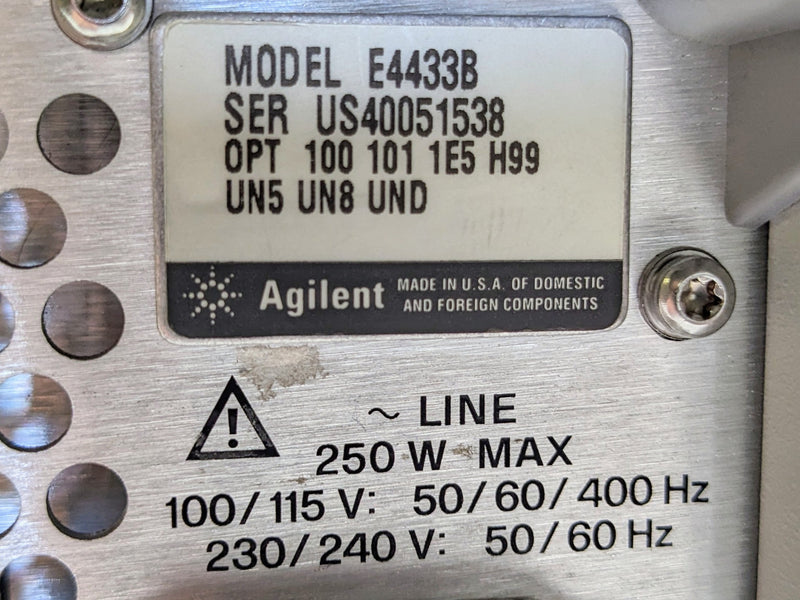 MODEL E4433B
SER US40051538
OPT 100 101 1E5 H99
UN5 UN8 UND
Agilent
MADE IN U.S.A. OF DOMESTIC
AND FOREIGN COMPONENTS
~ LINE
250 W MAX
100/115 V: 50/60/400 Hz
230/240 V: 50/60 Hz